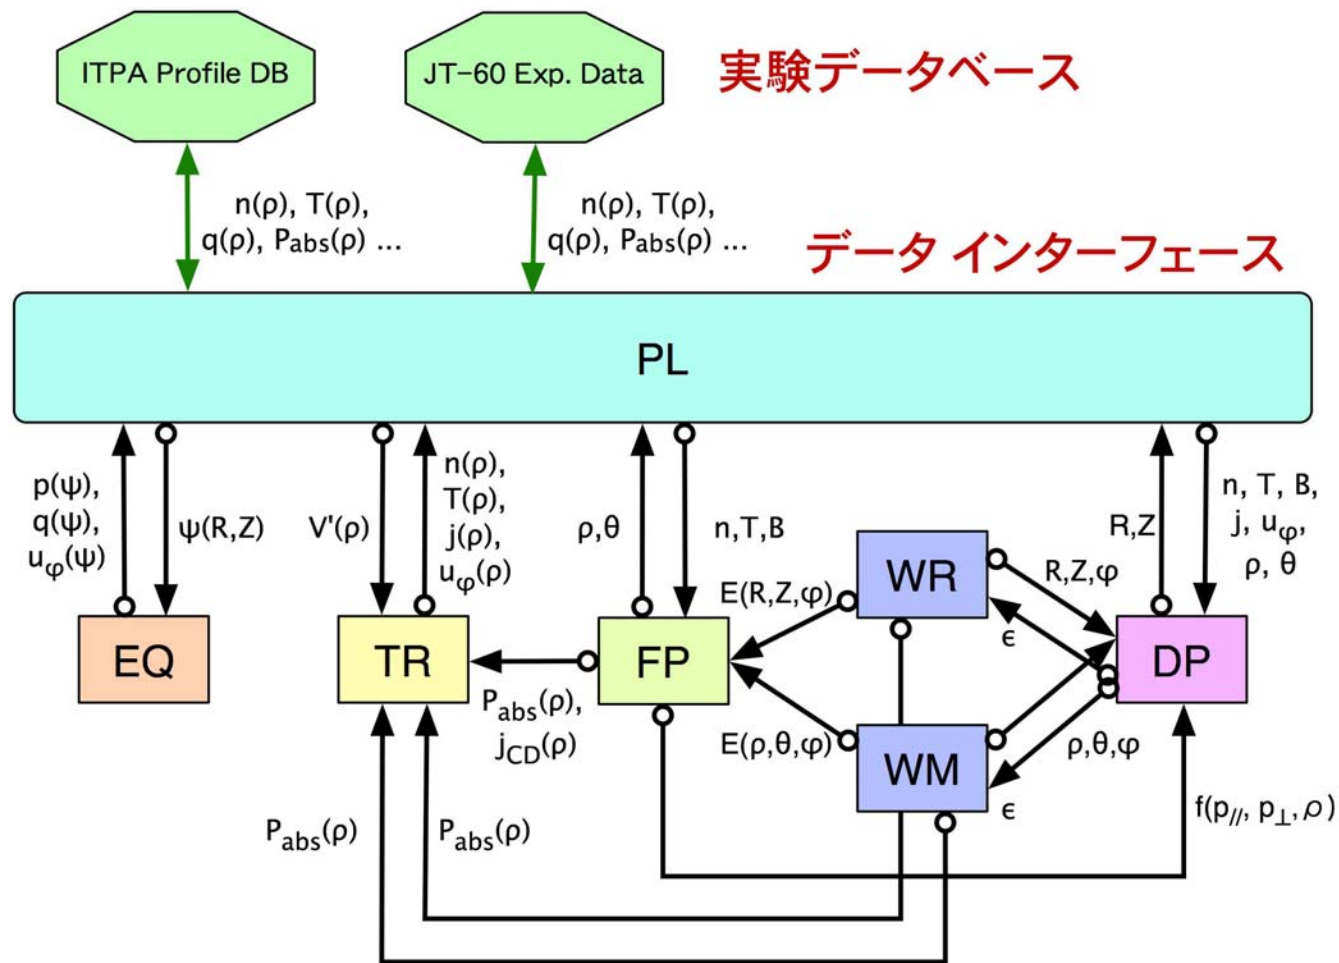 ITPA Profile DB
JT-60 Exp. Data
実験データベース
n(ρ), T(ρ),
q(ρ), Pabs(ρ) ...
n(ρ), T(ρ),
q(ρ), Pabs(ρ) ...
データ インターフェース
PL
p(ψ),
q(ψ),
uφ(ψ)
ψ(R,Z)
V'(ρ)
n(ρ),
T(ρ),
j(ρ),
uφ(ρ)
ρ,θ
n,T,B
R,Z
n, T, B,
j, uφ,
ρ, θ
EQ
TR
FP
WR
DP
WM
E(R,Z,φ)
R,Z,φ
ϵ
Pabs(ρ),
jCD(ρ)
E(ρ,θ,φ)
ρ,θ,φ
ϵ
Pabs(ρ)
Pabs(ρ)
f(p//, p⊥, ρ)